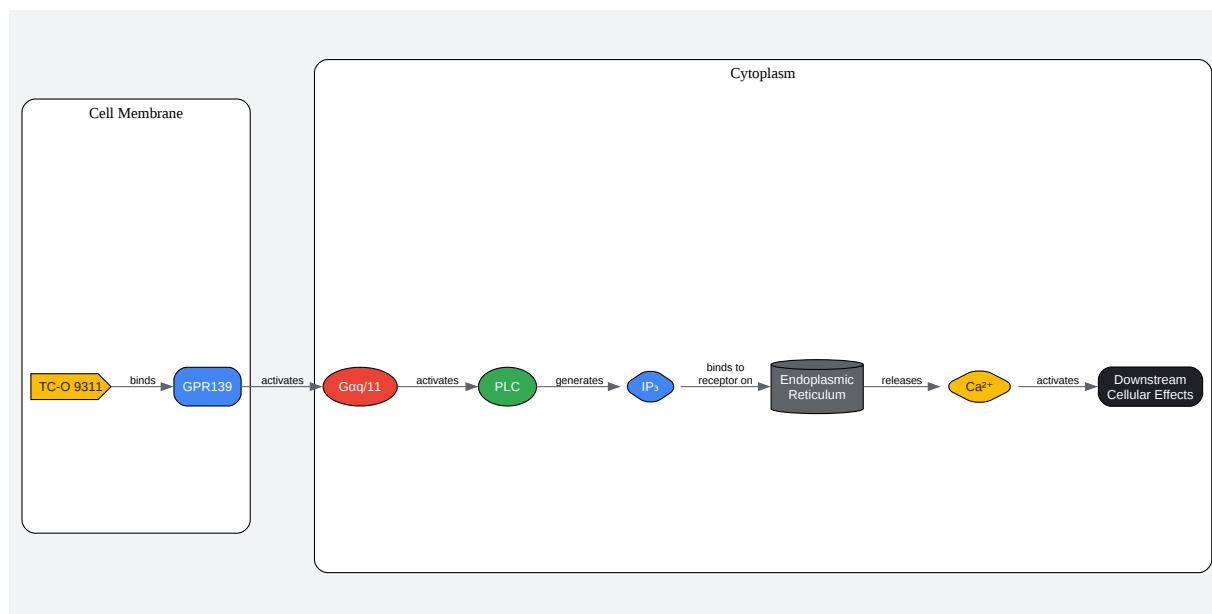 Cytoplasm
Cell Membrane
TC-O 9311
binds
GPR139
activates
Gαq/11
activates
PLC
generates
IP₃
binds to
receptor on
Endoplasmic
Reticulum
releases
Ca²⁺
activates
Downstream
Cellular Effects